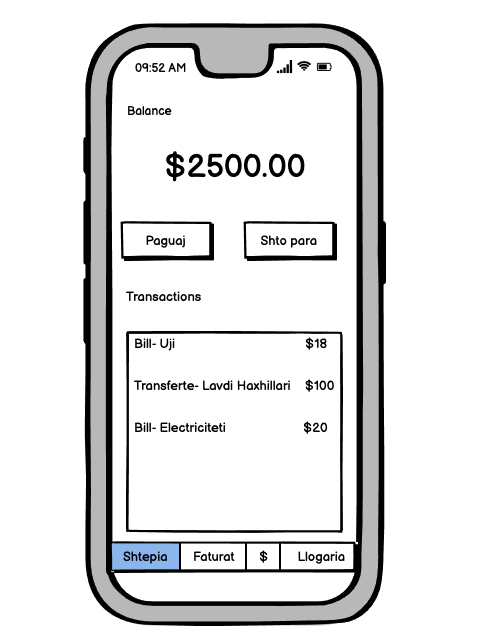 09:52 AM
Balance
$2500.00
Paguaj Shto para
Transactions
Bill- Uji $18
Transferte- Lavdi Haxhillari $100
Bill- Electriciteti $20
Shtepia Faturat $ Llogaria